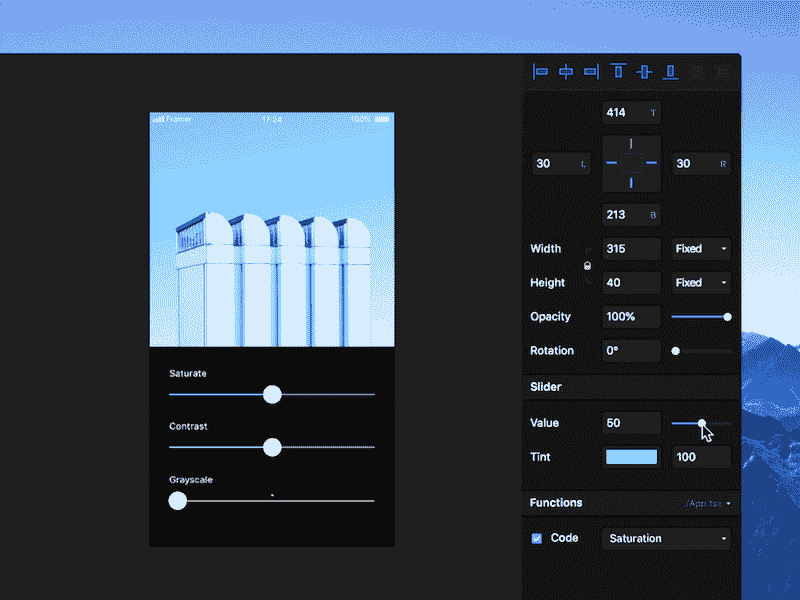 Framer 17:24 100%
Saturate
Contrast
Grayscale
414 T
30 L 30 R
213 B
Width 315 Fixed
Height 40 Fixed
Opacity 100%
Rotation 0°
Slider
Value 50
Tint 100
Functions /App.tsx
Code Saturation